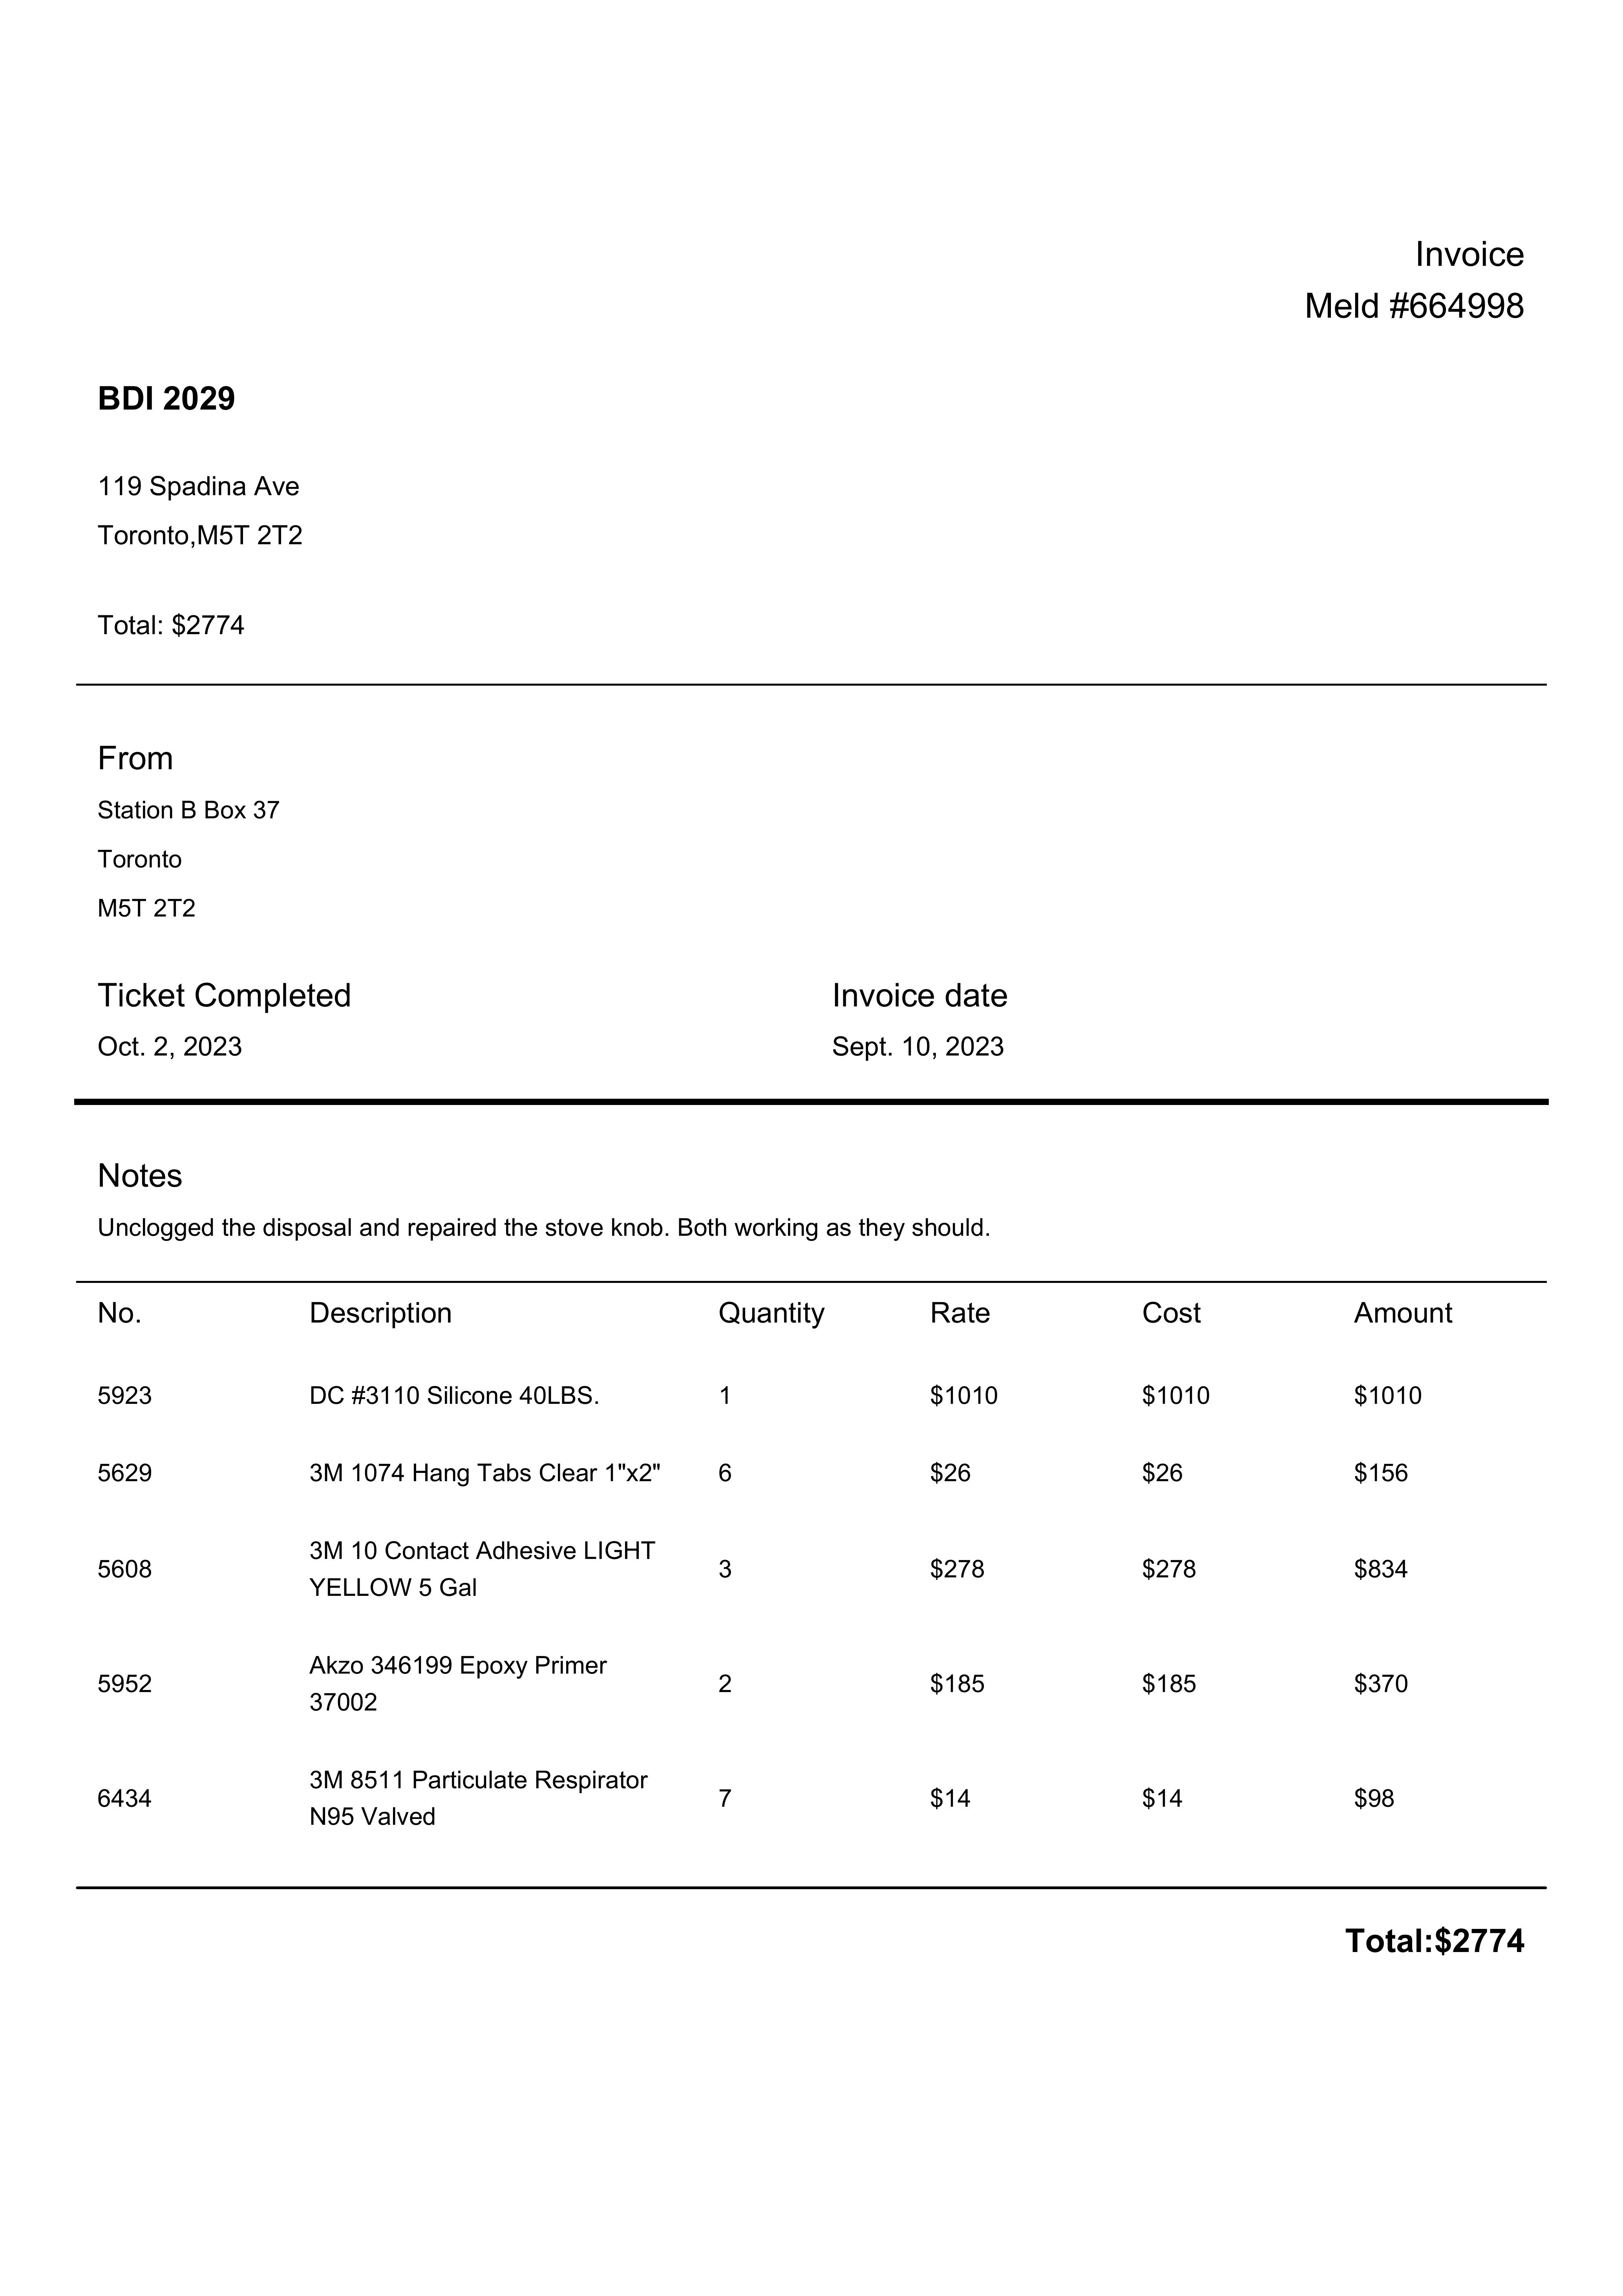 Invoice
Meld #664998
BDI 2029
119 Spadina Ave
Toronto,M5T 2T2
Total: $2774
From
Station B Box 37
Toronto
M5T 2T2
Ticket Completed Invoice date
Oct. 2, 2023 Sept. 10, 2023
Notes
Unclogged the disposal and repaired the stove knob. Both working as they should.
No. Description Quantity Rate Cost Amount
5923 DC #3110 Silicone 40LBS. 1 $1010 $1010 $1010
5629 3M 1074 Hang Tabs Clear 1"x2" 6 $26 $26 $156
3M 10 Contact Adhesive LIGHT
5608 YELLOW 5 Gal 3 $278 $278 $834
Akzo 346199 Epoxy Primer
5952 37002 2 $185 $185 $370
3M 8511 Particulate Respirator
6434 N95 Valved 7 $14 $14 $98
Total:$2774